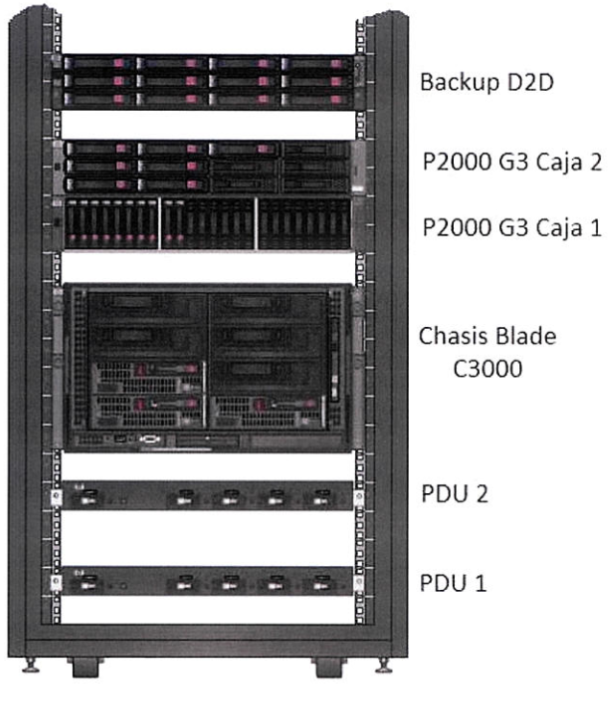 Backup D2D
P2000 G3 Caja 2
P2000 G3 Caja 1
Chasis Blade
C3000
PDU 2
PDU 1